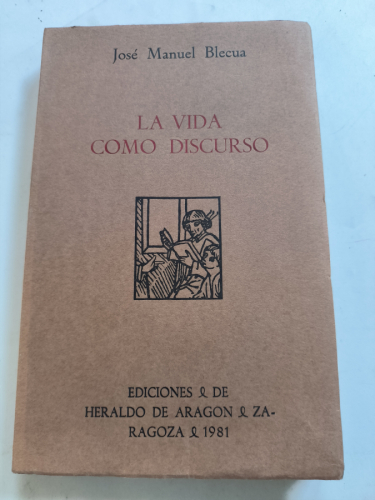 José Manuel Blecua
LA VIDA
COMO DISCURSO
EDICIONES & DE
HERALDO DE ARAGON & ZA-
RAGOZA & 1981